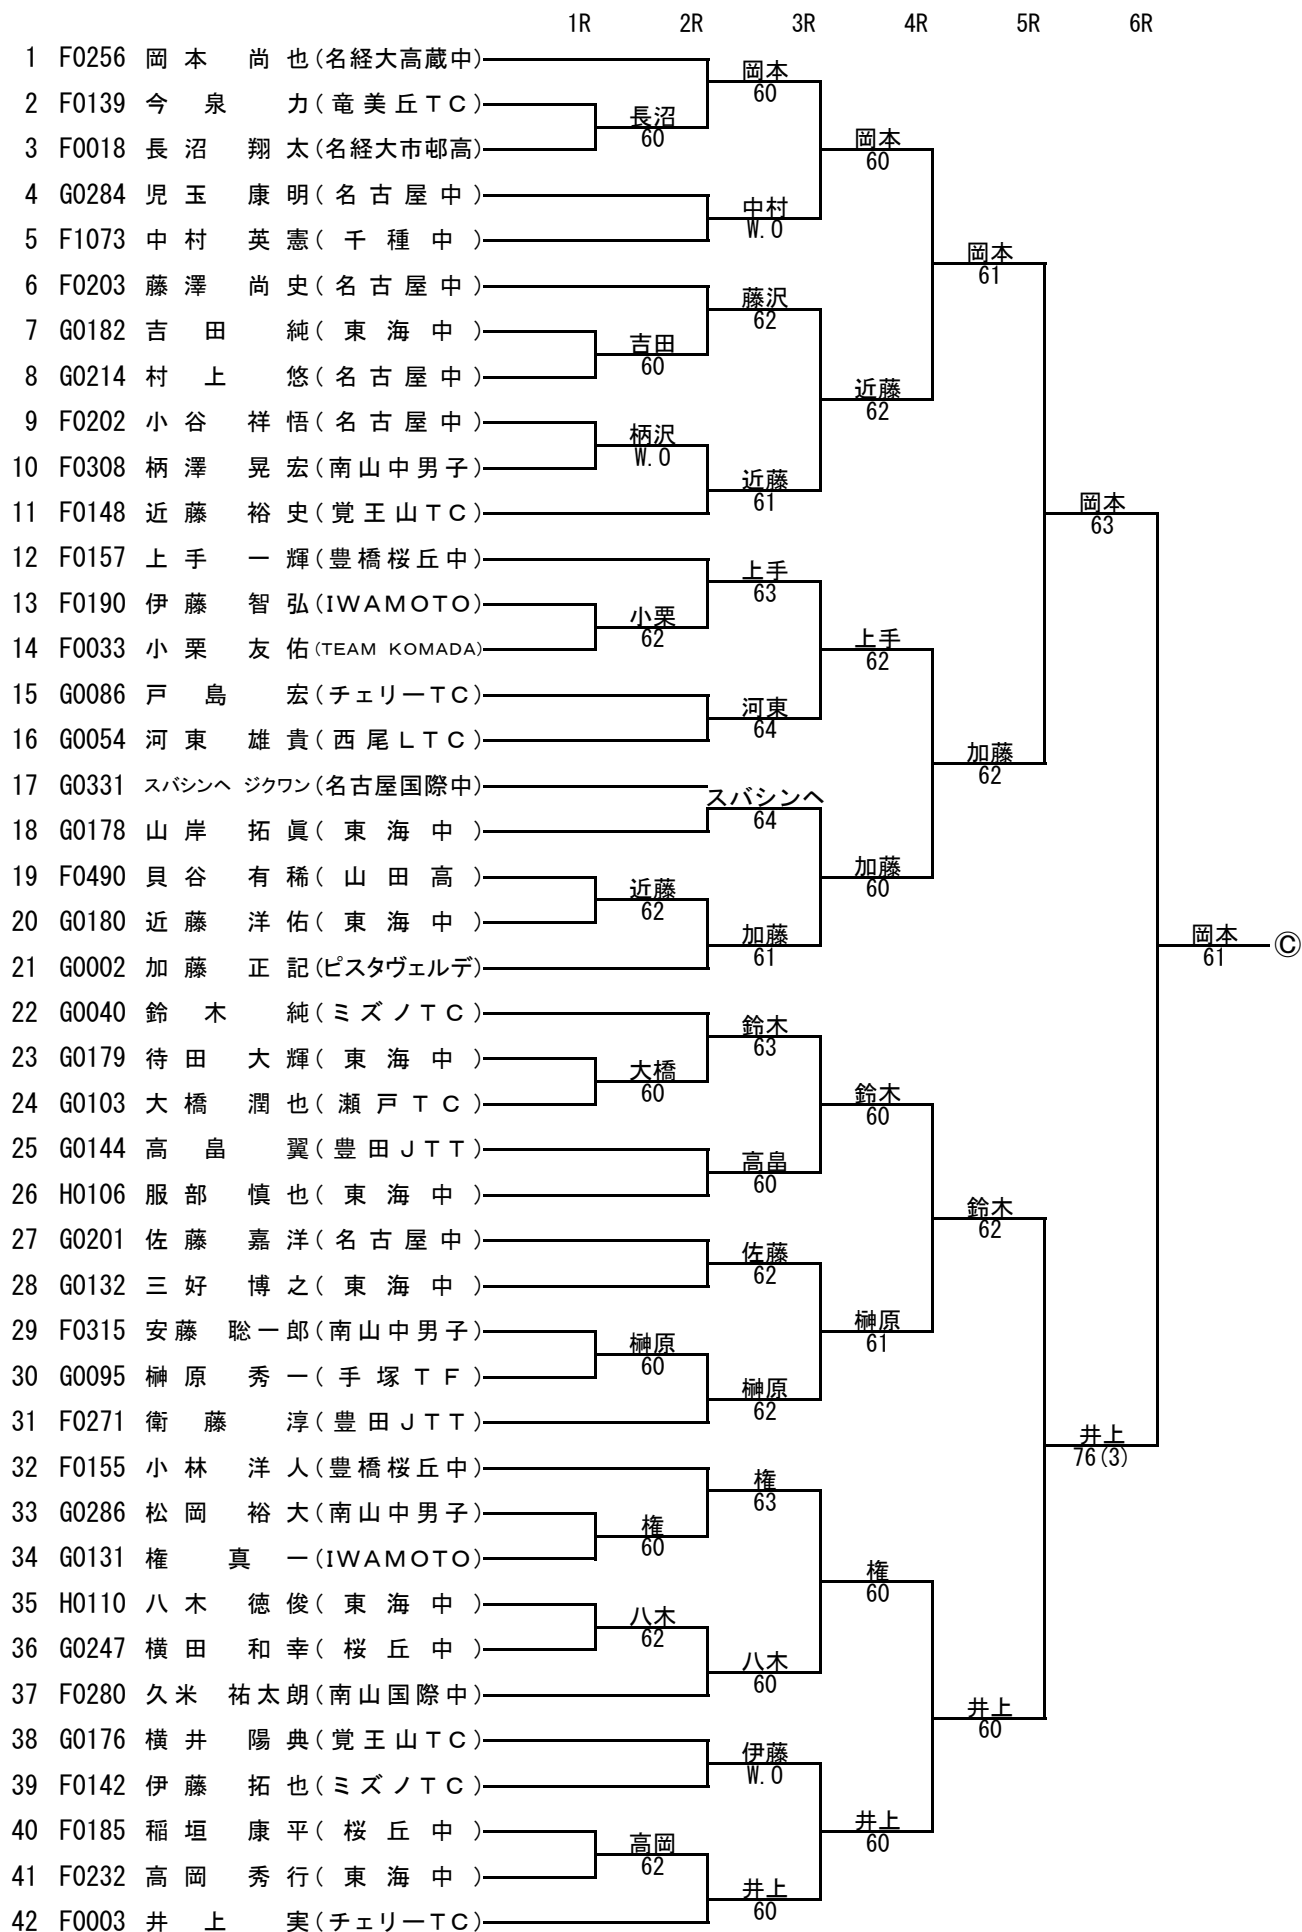 1R 2R 3R 4R 5R 6R
1 F0256 岡本 尚也(名経大高蔵中)
2 F0139 今泉 力(竜美丘TC)
3 F0018 長沼 翔太(名経大市邨高)
4 G0284 児玉 康明(名古屋中)
5 F1073 中村 英憲(千種中)
6 F0203 藤澤 尚史(名古屋中)
7 G0182 吉田 純(東海中)
8 G0214 村上 悠(名古屋中)
9 F0202 小谷 祥悟(名古屋中)
10 F0308 柄澤 晃宏(南山中男子)
11 F0148 近藤 裕史(覚王山TC)
12 F0157 上手 一輝(豊橋桜丘中)
13 F0190 伊藤 智弘(IWAMOTO)
14 F0033 小栗 友佑(TEAM KOMADA)
15 G0086 戸島 宏(チェリーTC)
16 G0054 河東 雄貴(西尾LTC)
17 G0331 スバシンヘ ジクワン(名古屋国際中)
18 G0178 山岸 拓眞(東海中)
19 F0490 貝谷 有稀(山田高)
20 G0180 近藤 洋佑(東海中)
21 G0002 加藤 正記(ピスタヴェルデ)
22 G0040 鈴木 純(ミズノTC)
23 G0179 待田 大輝(東海中)
24 G0103 大橋 潤也(瀬戸TC)
25 G0144 高畠 翼(豊田JTT)
26 H0106 服部 慎也(東海中)
27 G0201 佐藤 嘉洋(名古屋中)
28 G0132 三好 博之(東海中)
29 F0315 安藤 聡一郎(南山中男子)
30 G0095 榊原 秀一(手塚TF)
31 F0271 衛藤 淳(豊田JTT)
32 F0155 小林 洋人(豊橋桜丘中)
33 G0286 松岡 裕大(南山中男子)
34 G0131 権 真一(IWAMOTO)
35 H0110 八木 徳俊(東海中)
36 G0247 横田 和幸(桜丘中)
37 F0280 久米 祐太朗(南山国際中)
38 G0176 横井 陽典(覚王山TC)
39 F0142 伊藤 拓也(ミズノTC)
40 F0185 稲垣 康平(桜丘中)
41 F0232 高岡 秀行(東海中)
42 F0003 井上 実(チェリーTC)
長沼
60
吉田
60
柄沢
W.O
小栗
62
近藤
62
大橋
60
榊原
60
権
60
八木
62
高岡
62
岡本
60
中村
W.O
藤沢
62
近藤
61
上手
63
河東
64
スバシンヘ
64
加藤
61
鈴木
63
高畠
60
佐藤
62
榊原
62
権
63
八木
60
伊藤
W.O
井上
60
岡本
60
近藤
62
上手
62
加藤
60
鈴木
60
榊原
61
権
60
井上
60
岡本
61
加藤
62
鈴木
62
井上
60
岡本
63
井上
76(3)
岡本
61
Ⓒ